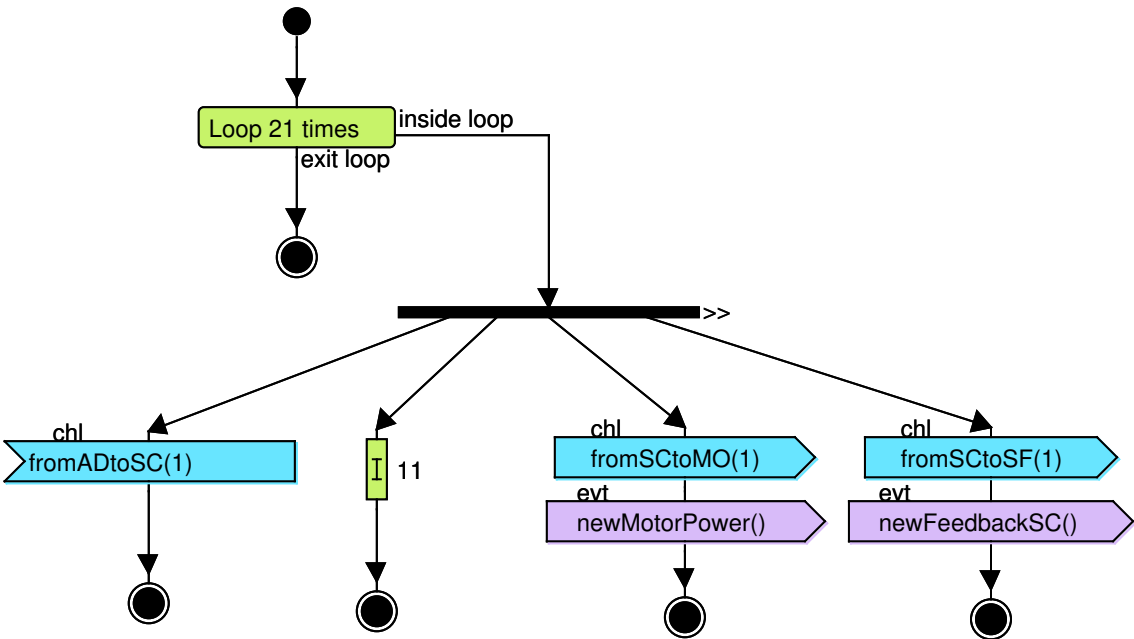 Loop 21 times
inside loop
exit loop
>>
chl
fromADtoSC(1)
I
11
chl
fromSCtoMO(1)
evt
newMotorPower()
chl
fromSCtoSF(1)
evt
newFeedbackSC()